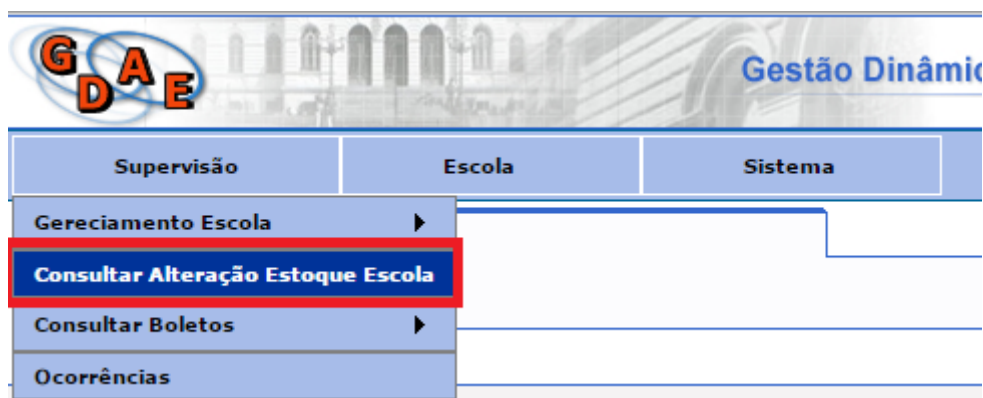 GDAE
Gestão Dinâmic
Supervisão Escola Sistema
Gereciamento Escola
Consultar Alteração Estoque Escola
Consultar Boletos
Ocorrências